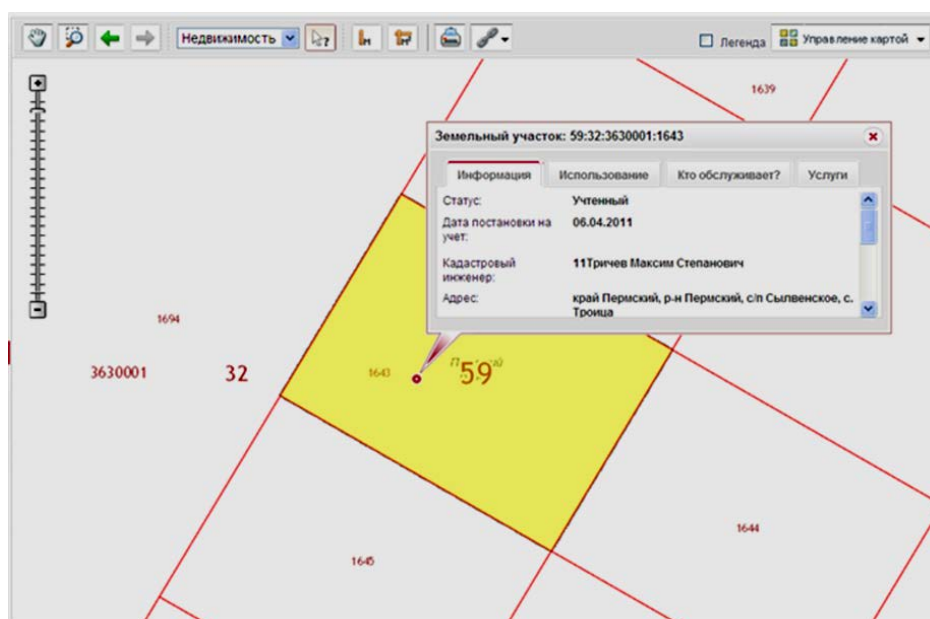 Недвижимость
Легенда
Управление картой
1639
Земельный участок: 59:32:3630001:1643
Информация
Использование
Кто обслуживает?
Услуги
Статус: Учтенный
Дата постановки на 06.04.2011
учет:
Кадастровый 11Тричев Максим Степанович
инженер:
Адрес: край Пермский, р-н Пермский, с/п Сылвенское, с.
Троица
1694
3630001
32
1643
59
1644
1645